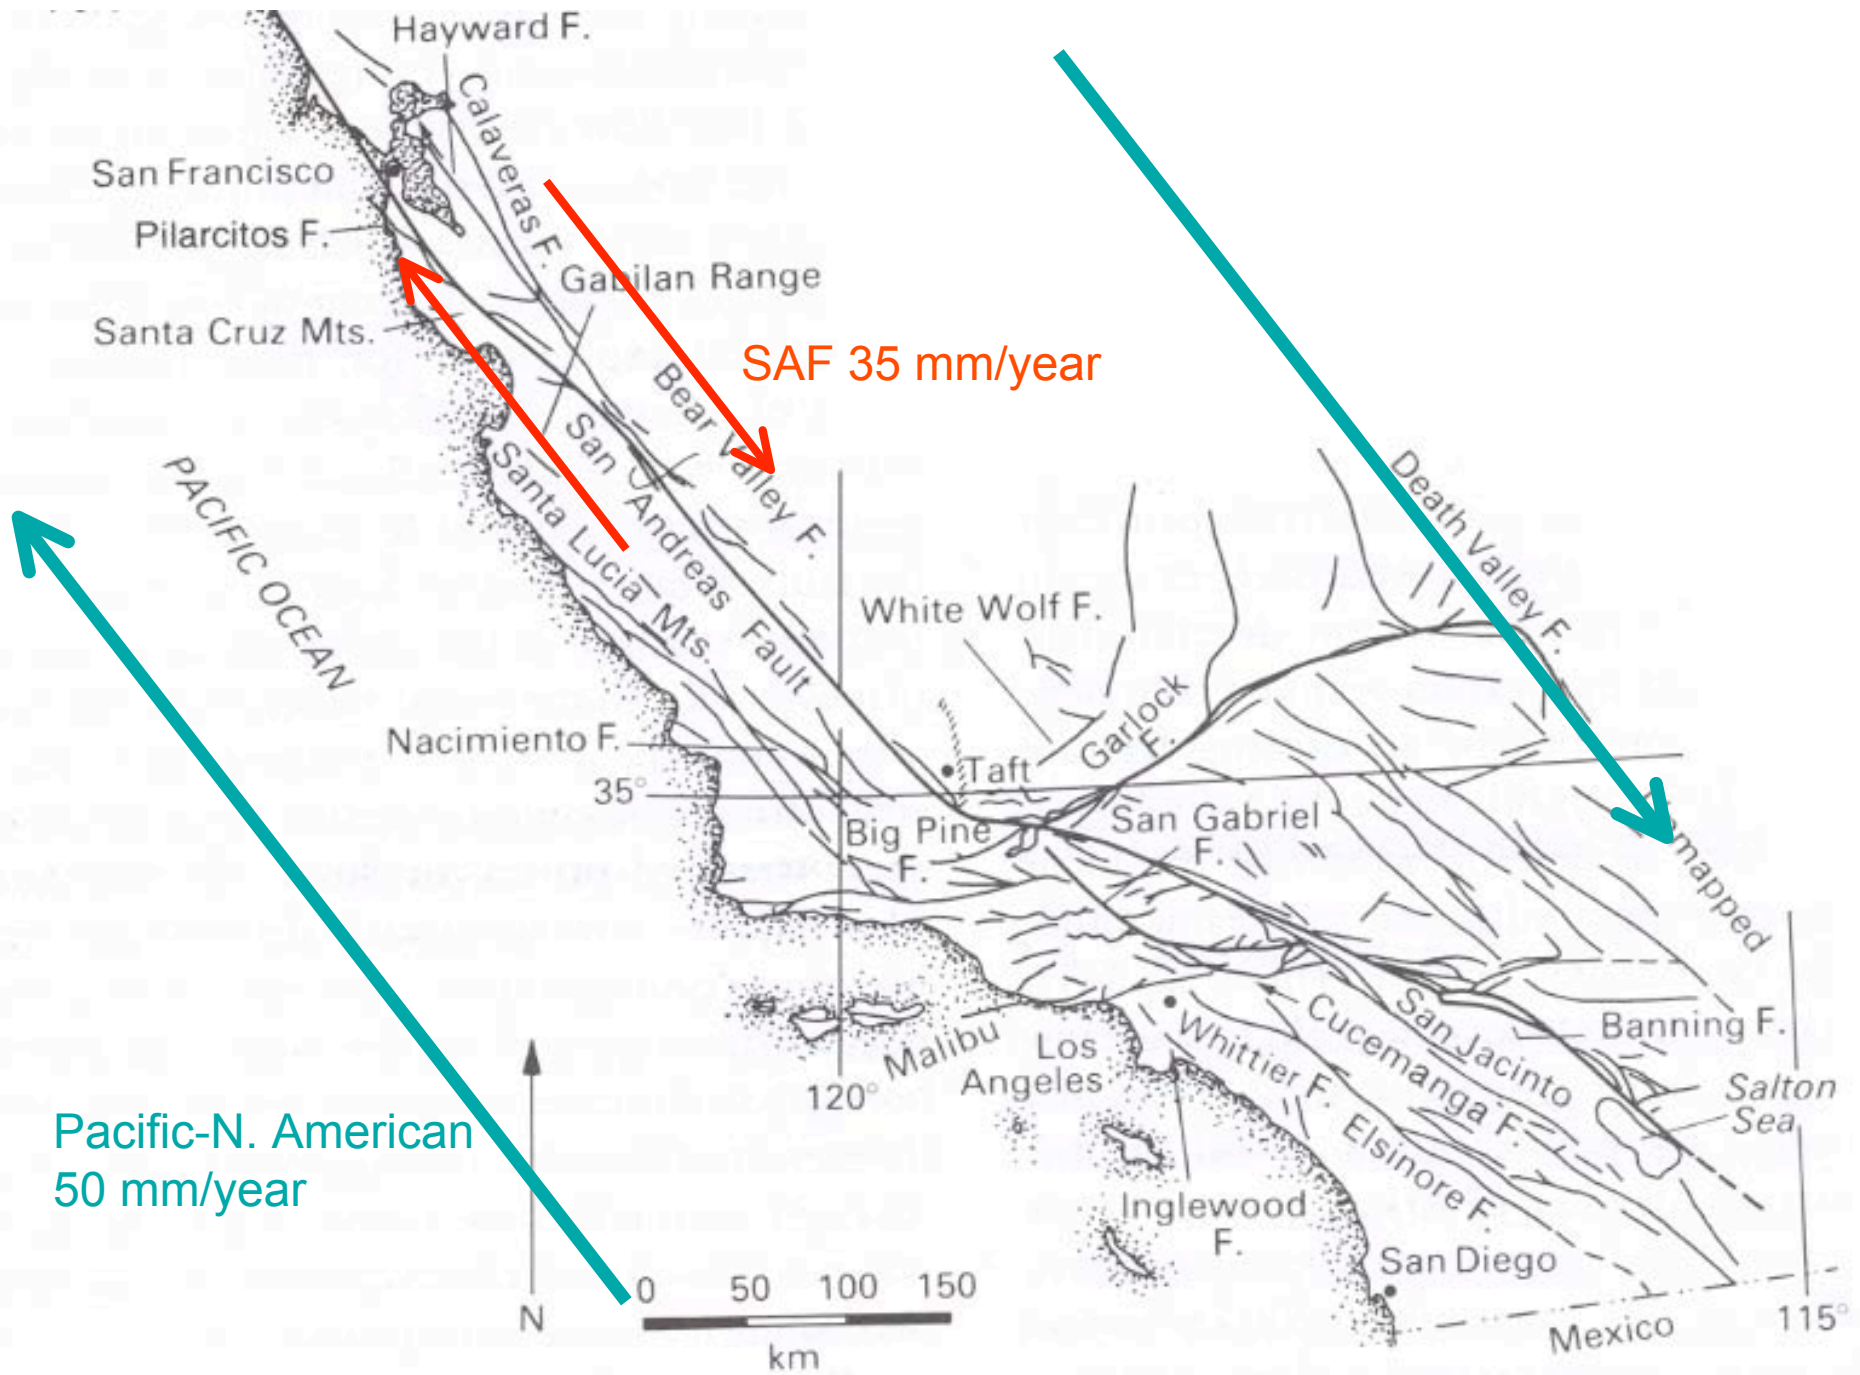 Hayward F.
Calaveras F.
San Francisco
Pilarcitos F.
Gabilan Range
Santa Cruz Mts.
SAF 35 mm/year
Bear Valley F.
San Andreas Fault
Santa Lucia Mts.
PACIFIC OCEAN
Death Valley F.
White Wolf F.
Garlock
F.
Nacimiento F.
Taft
35°
Big Pine
F.
San Gabriel
F.
mapped
Malibu
Los
Angeles
Whittier F.
Cucemanga F.
San Jacinto
Banning F.
Salton
Sea
120°
Elsinore F.
Pacific-N. American
50 mm/year
Inglewood
F.
San Diego
N
0 50 100 150
km
Mexico
115°